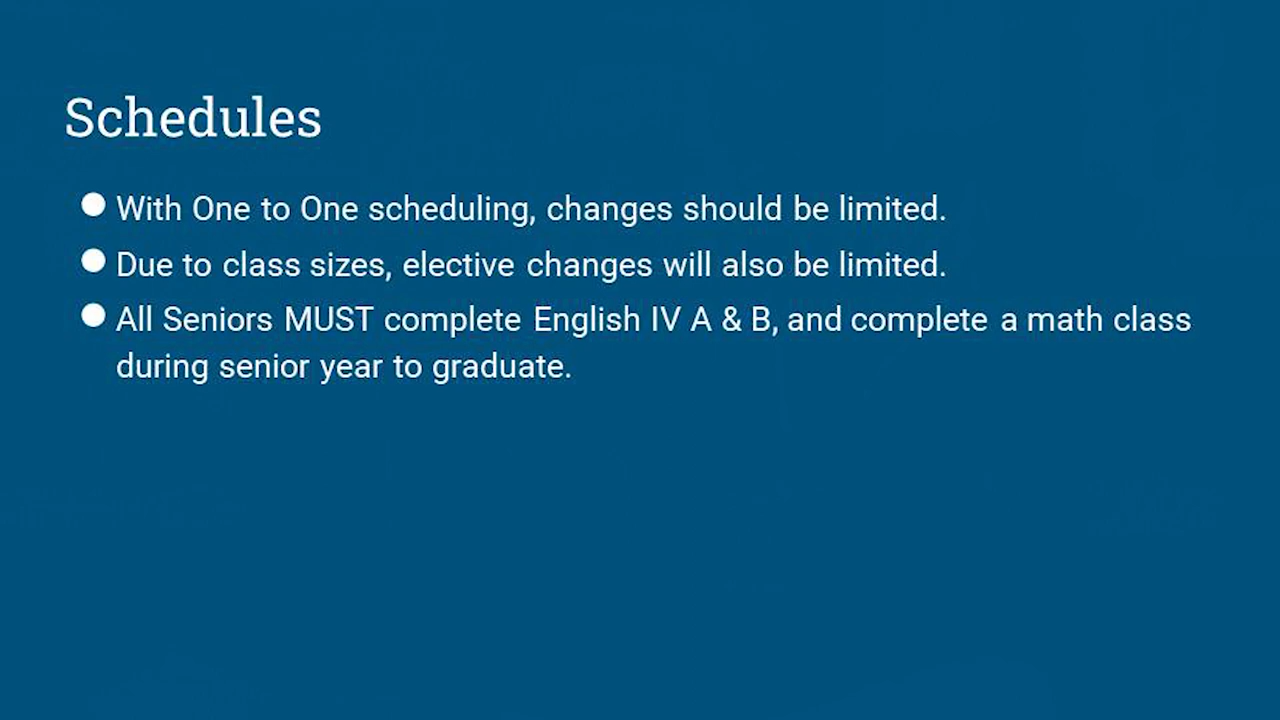 Schedules
● With One to One scheduling, changes should be limited.
● Due to class sizes, elective changes will also be limited.
● All Seniors MUST complete English IV A & B, and complete a math class
during senior year to graduate.